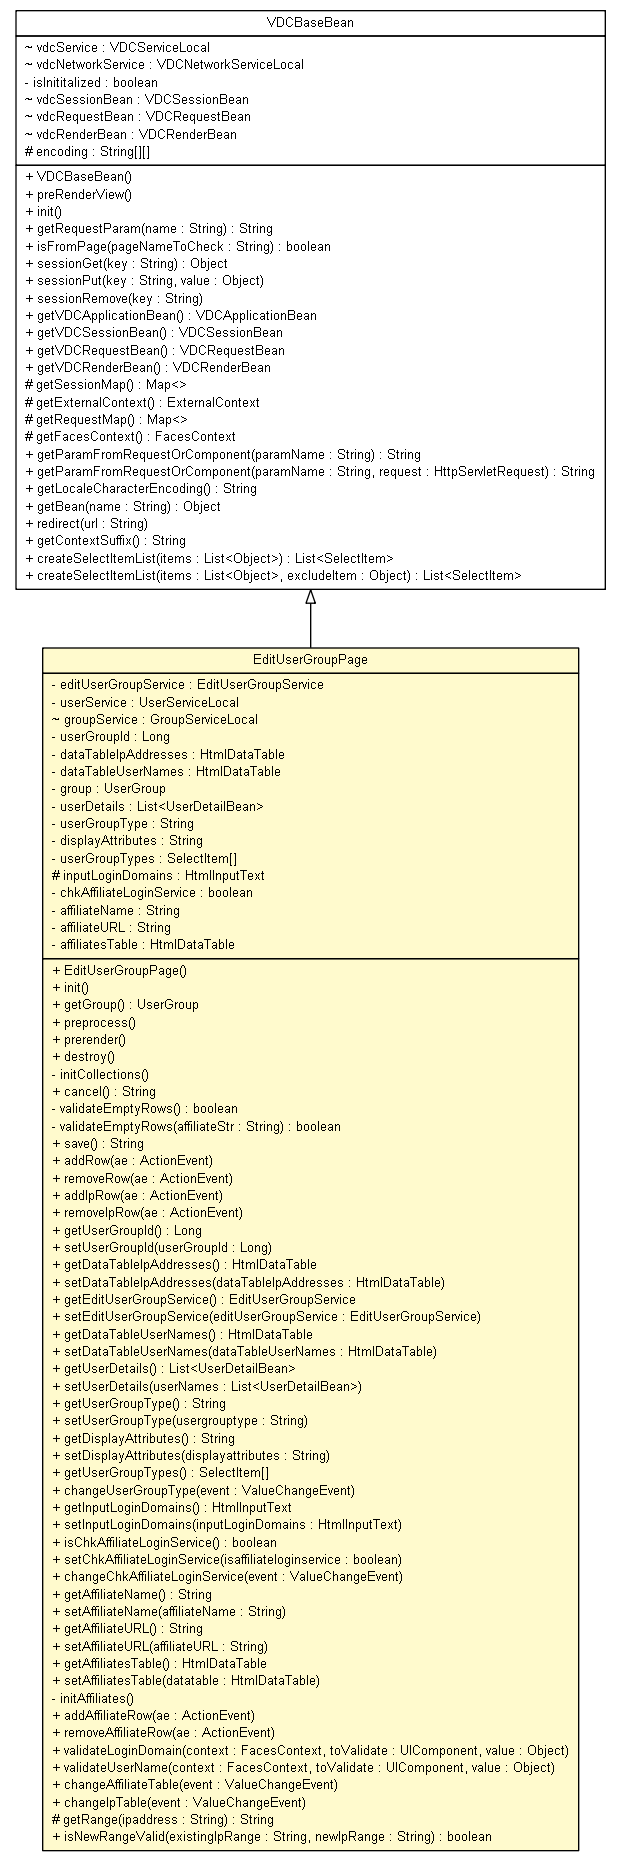 VDCBaseBean
~ vdcService : VDCServiceLocal
~ vdcNetworkService : VDCNetworkServiceLocal
- isInititalized : boolean
~ vdcSessionBean : VDCSessionBean
~ vdcRequestBean : VDCRequestBean
~ vdcRenderBean : VDCRenderBean
# encoding : String[][]
+ VDCBaseBean()
+ preRenderView()
+ init()
+ getRequestParam(name : String) : String
+ isFromPage(pageNameToCheck : String) : boolean
+ sessionGet(key : String) : Object
+ sessionPut(key : String, value : Object)
+ sessionRemove(key : String)
+ getVDCApplicationBean() : VDCApplicationBean
+ getVDCSessionBean() : VDCSessionBean
+ getVDCRequestBean() : VDCRequestBean
+ getVDCRenderBean() : VDCRenderBean
# getSessionMap() : Map<>
# getExternalContext() : ExternalContext
# getRequestMap() : Map<>
# getFacesContext() : FacesContext
+ getParamFromRequestOrComponent(paramName : String) : String
+ getParamFromRequestOrComponent(paramName : String, request : HttpServletRequest) : String
+ getLocaleCharacterEncoding() : String
+ getBean(name : String) : Object
+ redirect(url : String)
+ getContextSuffix() : String
+ createSelectItemList(items : List<Object>) : List<SelectItem>
+ createSelectItemList(items : List<Object>, excludeItem : Object) : List<SelectItem>
EditUserGroupPage
- editUserGroupService : EditUserGroupService
- userService : UserServiceLocal
~ groupService : GroupServiceLocal
- userGroupId : Long
- dataTableIpAddresses : HtmlDataTable
- dataTableUserNames : HtmlDataTable
- group : UserGroup
- userDetails : List<UserDetailBean>
- userGroupType : String
- displayAttributes : String
- userGroupTypes : SelectItem[]
# inputLoginDomains : HtmlInputText
- chkAffiliateLoginService : boolean
- affiliateName : String
- affiliateURL : String
- affiliatesTable : HtmlDataTable
+ EditUserGroupPage()
+ init()
+ getGroup() : UserGroup
+ preprocess()
+ prerender()
+ destroy()
- initCollections()
+ cancel() : String
- validateEmptyRows() : boolean
- validateEmptyRows(affiliateStr : String) : boolean
+ save() : String
+ addRow(ae : ActionEvent)
+ removeRow(ae : ActionEvent)
+ addIpRow(ae : ActionEvent)
+ removeIpRow(ae : ActionEvent)
+ getUserGroupId() : Long
+ setUserGroupId(userGroupId : Long)
+ getDataTableIpAddresses() : HtmlDataTable
+ setDataTableIpAddresses(dataTableIpAddresses : HtmlDataTable)
+ getEditUserGroupService() : EditUserGroupService
+ setEditUserGroupService(editUserGroupService : EditUserGroupService)
+ getDataTableUserNames() : HtmlDataTable
+ setDataTableUserNames(dataTableUserNames : HtmlDataTable)
+ getUserDetails() : List<UserDetailBean>
+ setUserDetails(userNames : List<UserDetailBean>)
+ getUserGroupType() : String
+ setUserGroupType(usergrouptype : String)
+ getDisplayAttributes() : String
+ setDisplayAttributes(displayattributes : String)
+ getUserGroupTypes() : SelectItem[]
+ changeUserGroupType(event : ValueChangeEvent)
+ getInputLoginDomains() : HtmlInputText
+ setInputLoginDomains(inputLoginDomains : HtmlInputText)
+ isChkAffiliateLoginService() : boolean
+ setChkAffiliateLoginService(isaffiliateloginservice : boolean)
+ changeChkAffiliateLoginService(event : ValueChangeEvent)
+ getAffiliateName() : String
+ setAffiliateName(affiliateName : String)
+ getAffiliateURL() : String
+ setAffiliateURL(affiliateURL : String)
+ getAffiliatesTable() : HtmlDataTable
+ setAffiliatesTable(datatable : HtmlDataTable)
- initAffiliates()
+ addAffiliateRow(ae : ActionEvent)
+ removeAffiliateRow(ae : ActionEvent)
+ validateLoginDomain(context : FacesContext, toValidate : UIComponent, value : Object)
+ validateUserName(context : FacesContext, toValidate : UIComponent, value : Object)
+ changeAffiliateTable(event : ValueChangeEvent)
+ changeIpTable(event : ValueChangeEvent)
# getRange(ipaddress : String) : String
+ isNewRangeValid(existingIpRange : String, newIpRange : String) : boolean